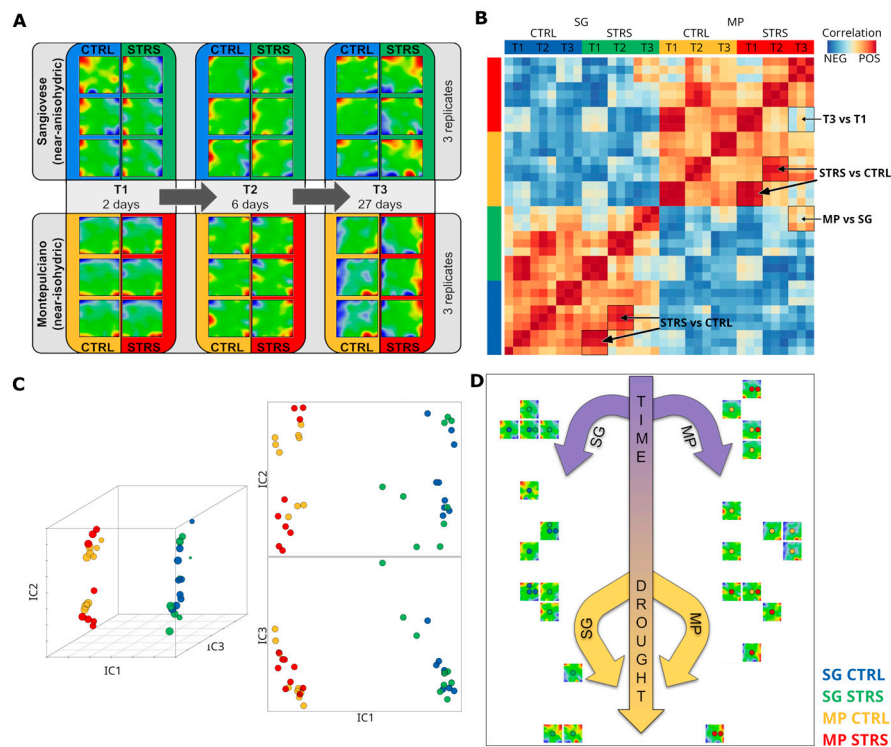 A
CTRL STRS CTRL STRS CTRL STRS
Sangiovese
(near-anisohydric)
3 replicates
T1 T2 T3
2 days 6 days 27 days
Montepulciano
(near-isohydric)
3 replicates
CTRL STRS CTRL STRS CTRL STRS
B
SG MP
CTRL STRS CTRL STRS
T1 T2 T3 T1 T2 T3 T1 T2 T3 T1 T2 T3
Correlation
NEG POS
T3 vs T1
STRS vs CTRL
MP vs SG
STRS vs CTRL
C
IC2
IC1
IC3
IC2
IC3
IC1
D
TIME
SG
MP
DROUGHT
SG
MP
SG CTRL
SG STRS
MP CTRL
MP STRS